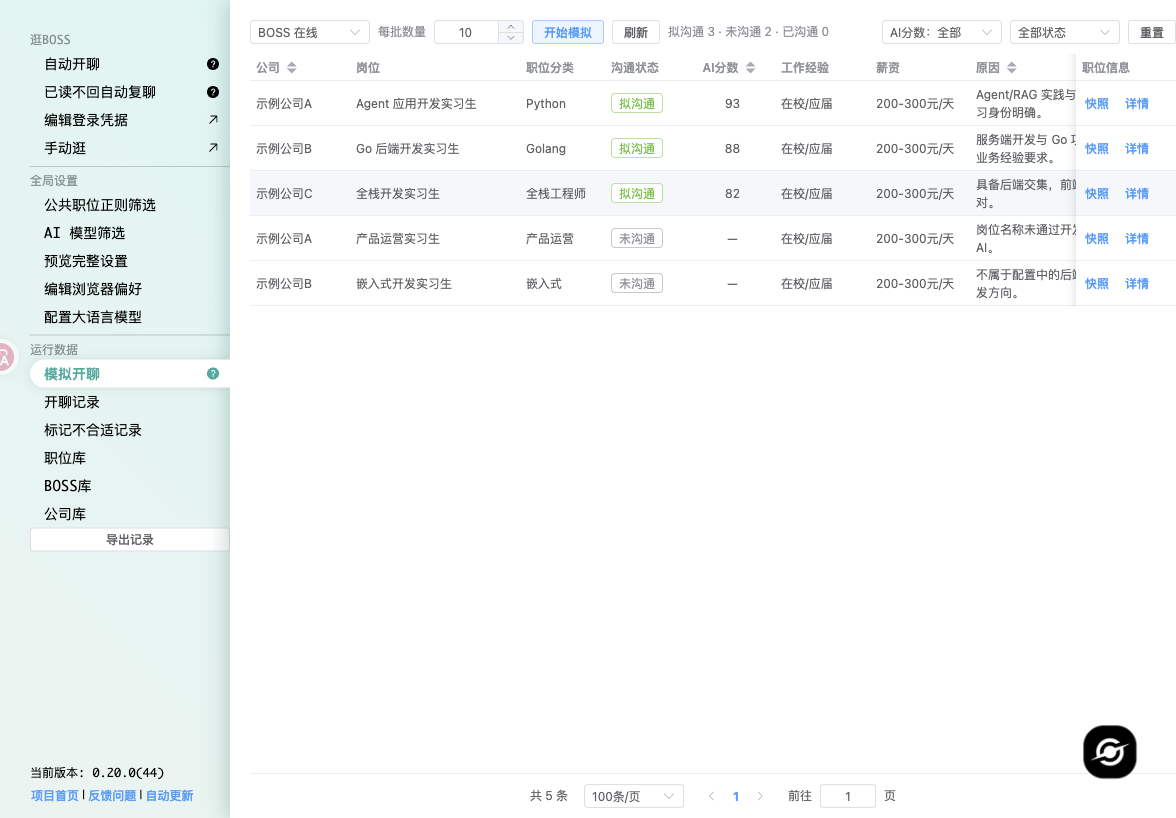 逛BOSS
自动开聊 ?
已读不回自动复聊 ?
编辑登录凭据
手动逛
全局设置
公共职位正则筛选
AI 模型筛选
预览完整设置
编辑浏览器偏好
配置大语言模型
运行数据
模拟开聊 ?
开聊记录
标记不合适记录
职位库
BOSS库
公司库
导出记录
当前版本: 0.20.0(44)
项目首页 | 反馈问题 | 自动更新
BOSS 在线 每批数量 10 开始模拟 刷新 拟沟通 3 · 未沟通 2 · 已沟通 0 AI分数：全部 全部状态 重置
公司 岗位 职位分类 沟通状态 AI分数 工作经验 薪资 原因 职位信息
示例公司A Agent 应用开发实习生 Python 拟沟通 93 在校/应届 200-300元/天 Agent/RAG 实践与 快照 详情
习身份明确。
示例公司B Go 后端开发实习生 Golang 拟沟通 88 在校/应届 200-300元/天 服务端开发与 Go 快照 详情
业务经验要求。
示例公司C 全栈开发实习生 全栈工程师 拟沟通 82 在校/应届 200-300元/天 具备后端交集，前 快照 详情
对。
示例公司A 产品运营实习生 产品运营 未沟通 — 在校/应届 200-300元/天 岗位名称未通过开 快照 详情
AI。
示例公司B 嵌入式开发实习生 嵌入式 未沟通 — 在校/应届 200-300元/天 不属于配置中的后 快照 详情
发方向。
共 5 条 100条/页 1 前往 1 页